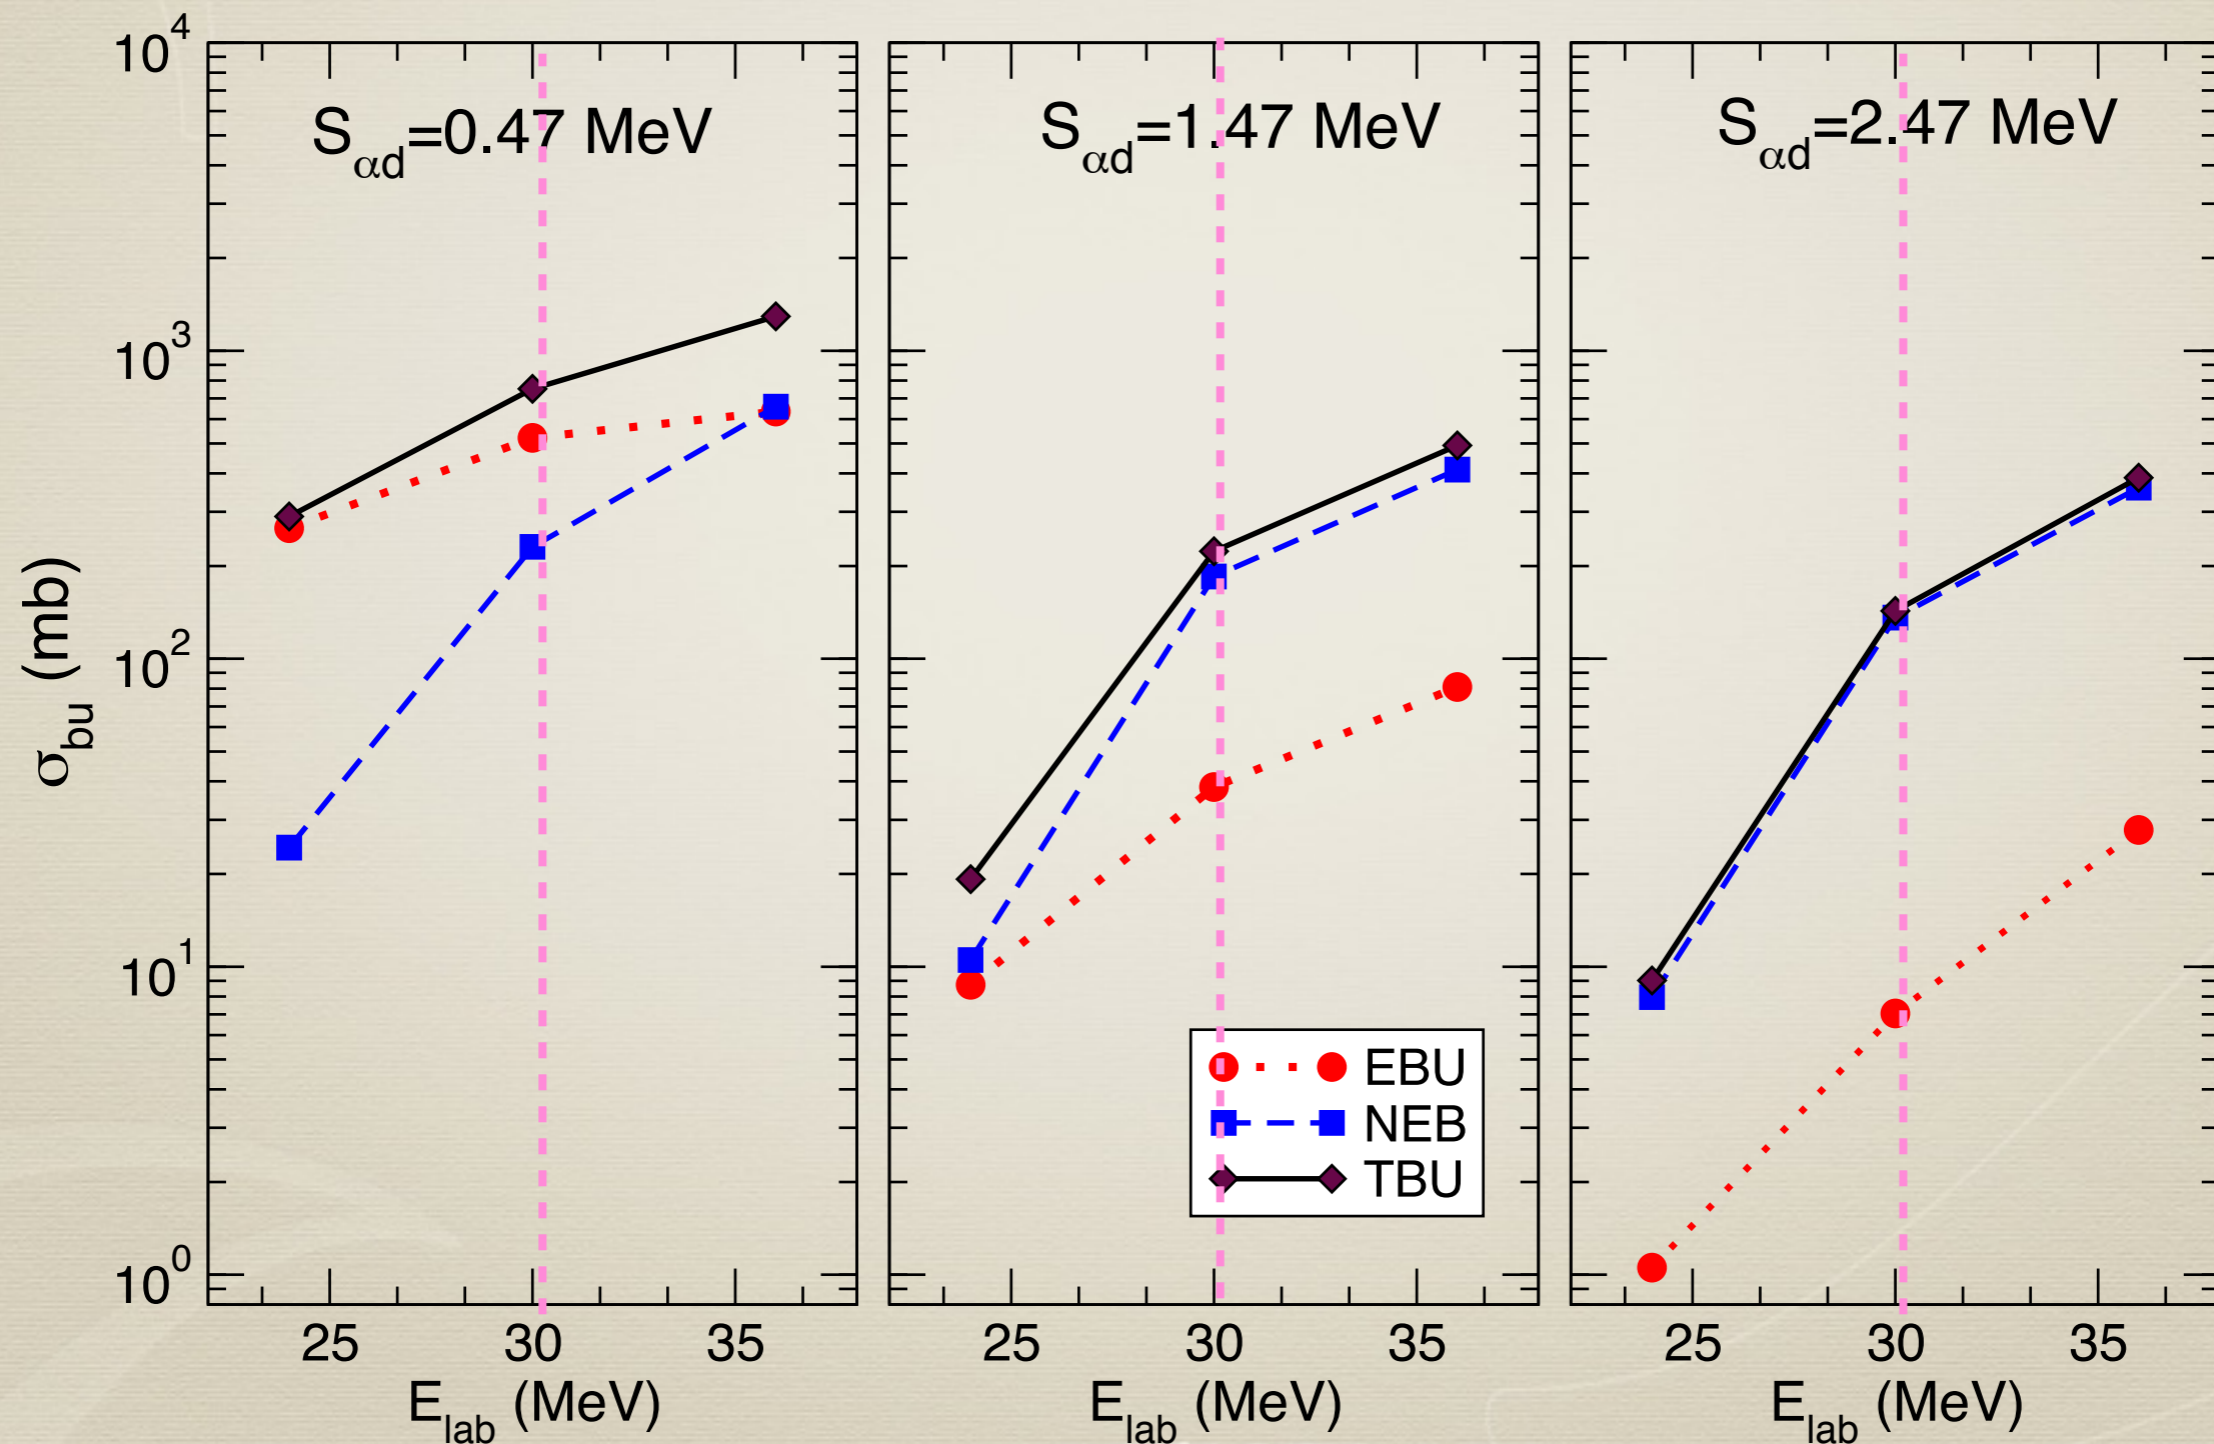 10^4
10^3
10^2
10^1
10^0
σ_bu (mb)
S_αd=0.47 MeV
25 30 35
E_lab (MeV)
S_αd=1.47 MeV
EBU
NEB
TBU
25 30 35
E_lab (MeV)
S_αd=2.47 MeV
25 30 35
E_lab (MeV)